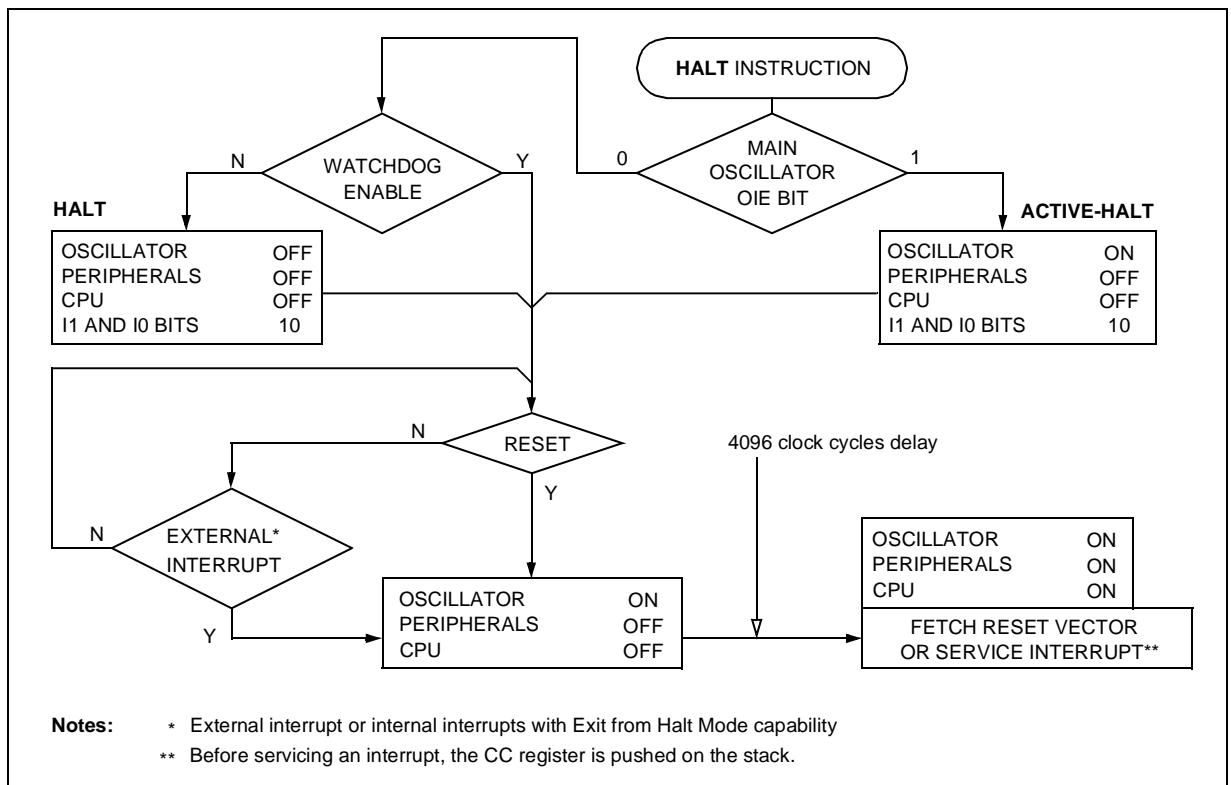 HALT INSTRUCTION
MAIN
OSCILLATOR
OIE BIT
0
1
WATCHDOG
ENABLE
N
Y
HALT
OSCILLATOR OFF
PERIPHERALS OFF
CPU OFF
I1 AND I0 BITS 10
ACTIVE-HALT
OSCILLATOR ON
PERIPHERALS OFF
CPU OFF
I1 AND I0 BITS 10
RESET
N
Y
EXTERNAL*
INTERRUPT
N
Y
OSCILLATOR ON
PERIPHERALS OFF
CPU OFF
4096 clock cycles delay
OSCILLATOR ON
PERIPHERALS ON
CPU ON
FETCH RESET VECTOR
OR SERVICE INTERRUPT**
Notes: * External interrupt or internal interrupts with Exit from Halt Mode capability
** Before servicing an interrupt, the CC register is pushed on the stack.